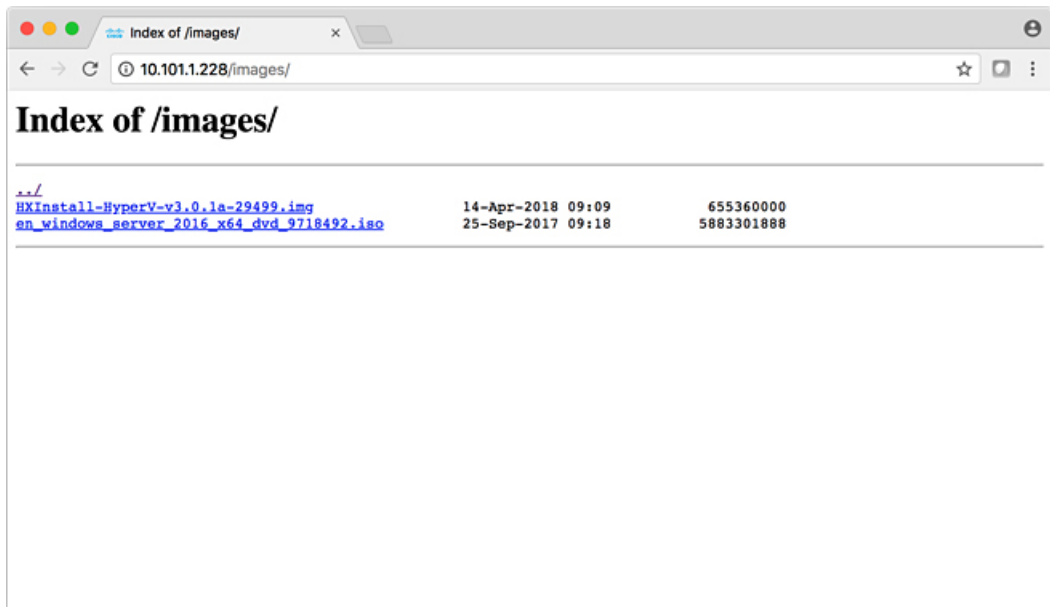 Index of /images/
10.101.1.228/images/
Index of /images/
../
HXInstall-HyperV-v3.0.1a-29499.img 14-Apr-2018 09:09 655360000
en_windows_server_2016_x64_dvd_9718492.iso 25-Sep-2017 09:18 5883301888